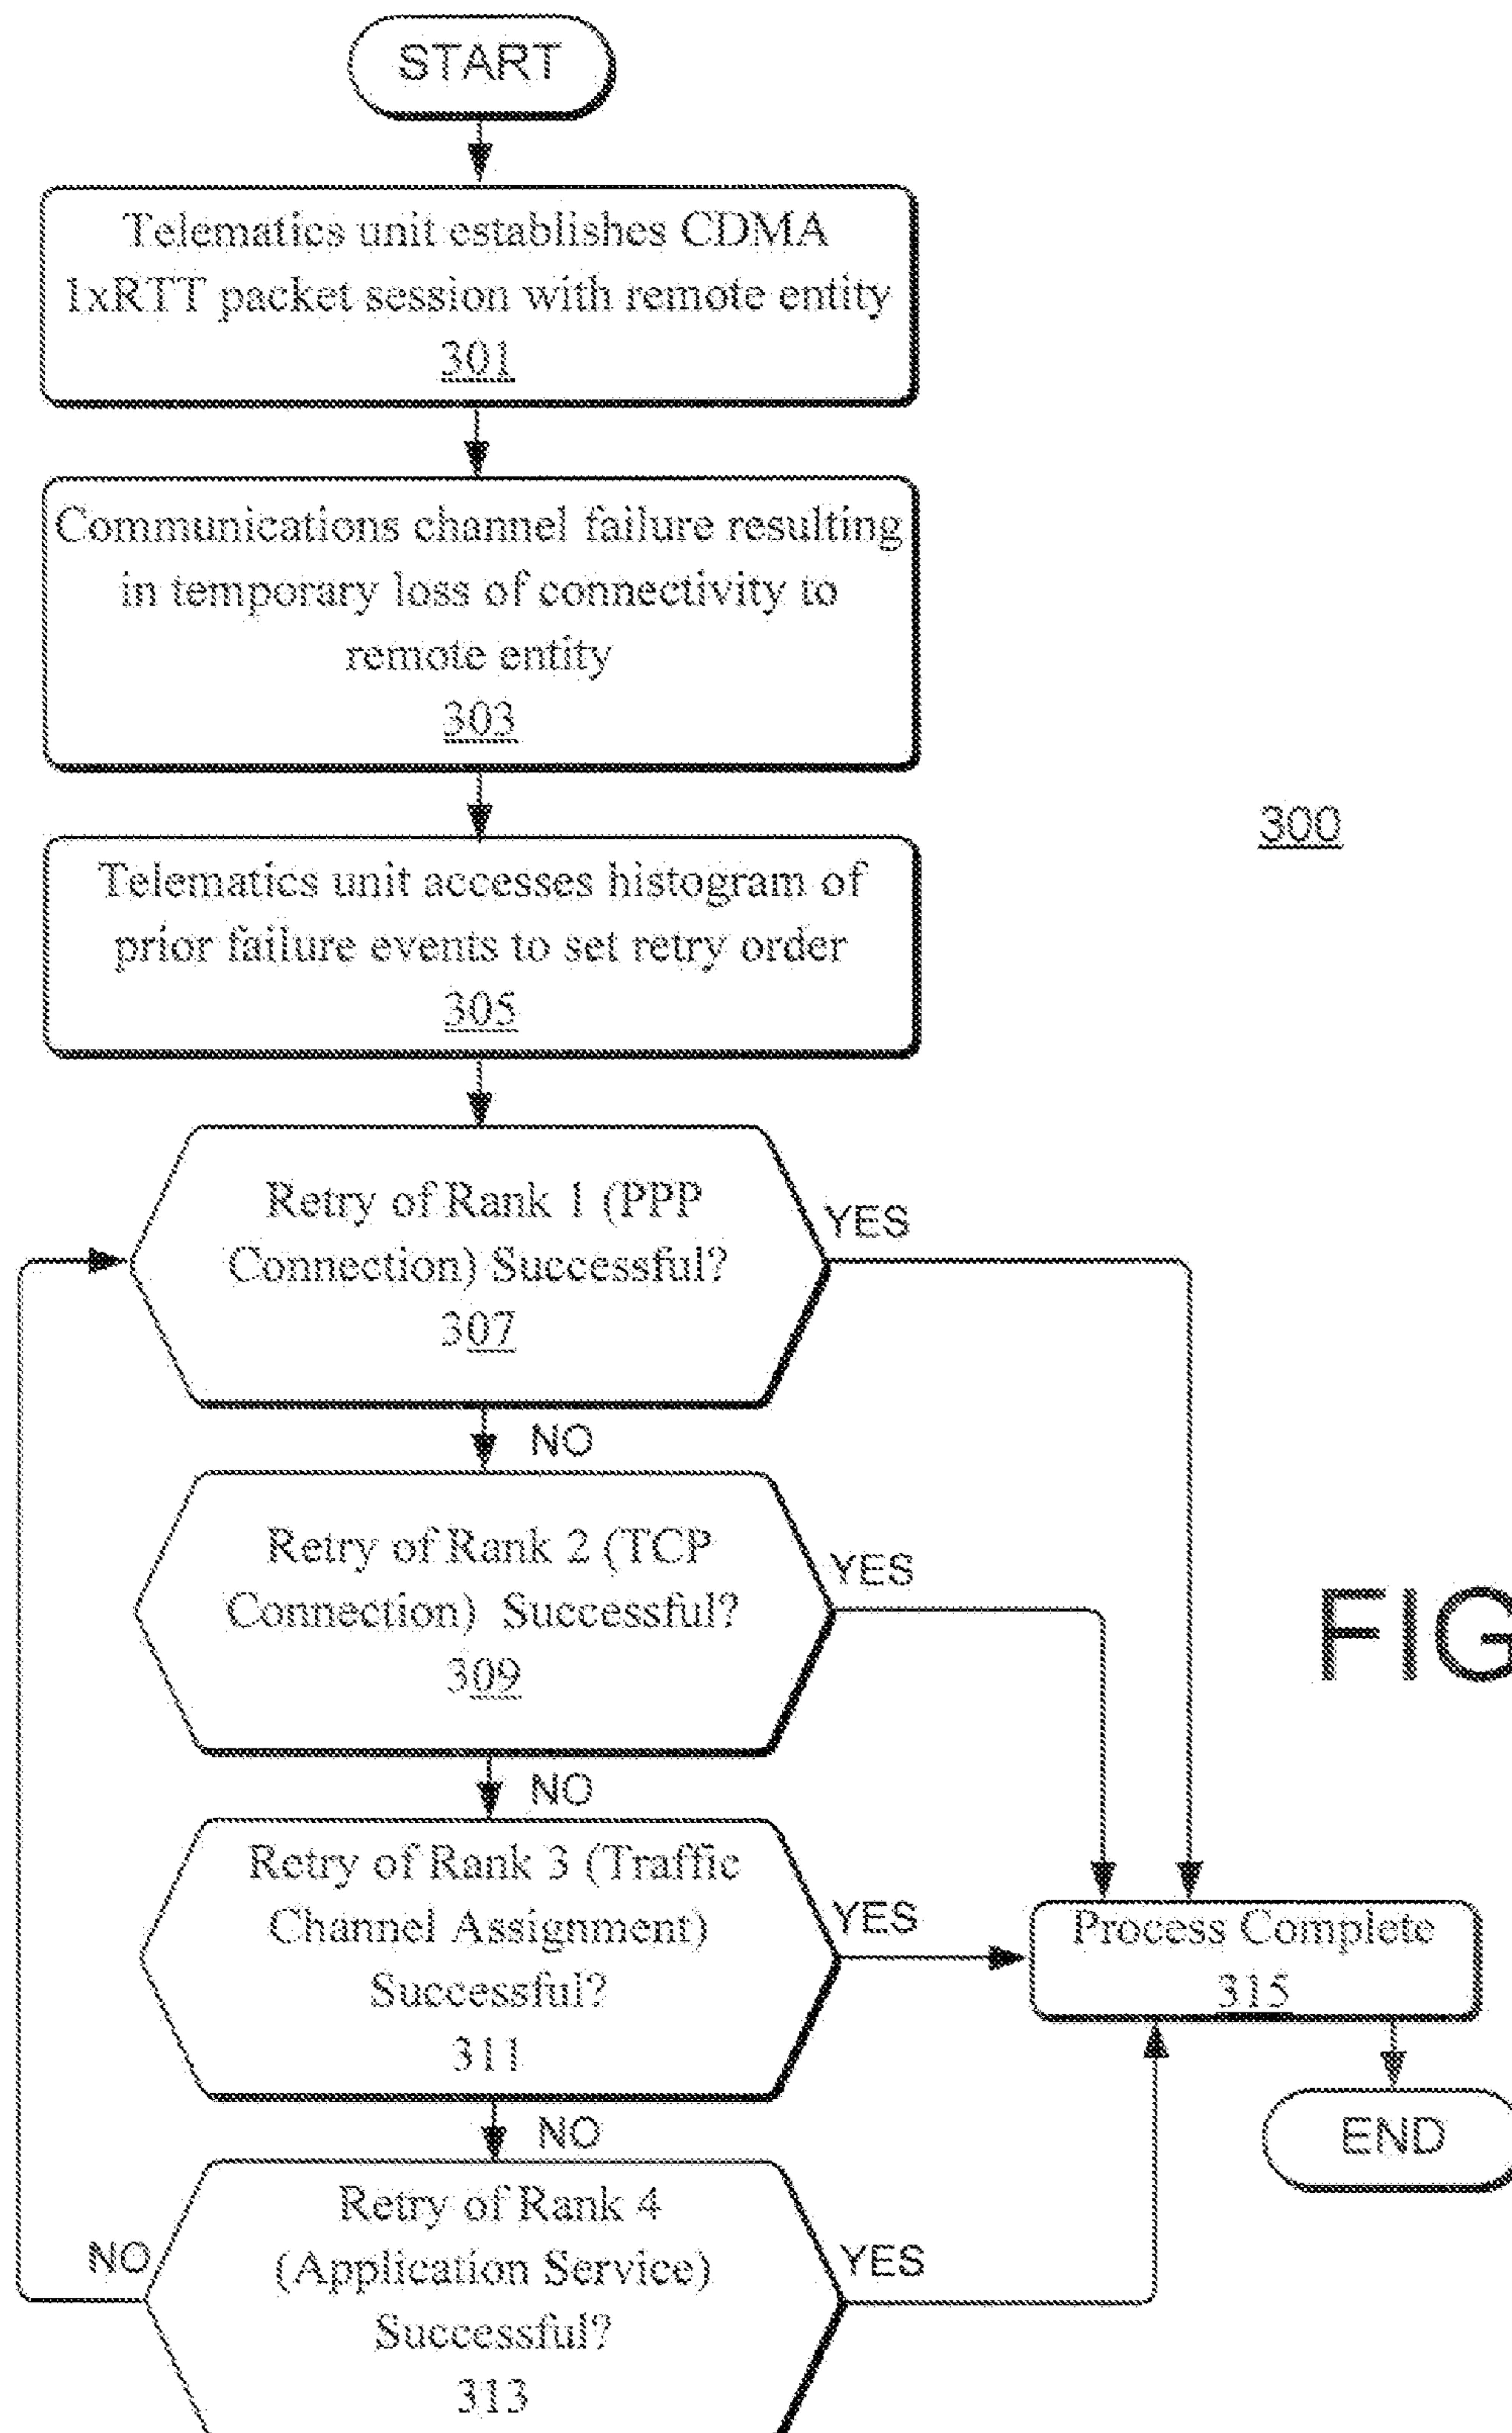 START
Telematics unit establishes CDMA
1xRTT packet session with remote entity
301
Communications channel failure resulting
in temporary loss of connectivity to
remote entity
303
300
Telematics unit accesses histogram of
prior failure events to set retry order
305
Retry of Rank 1 (PPP
Connection) Successful?
307
YES
NO
Retry of Rank 2 (TCP
Connection) Successful?
309
YES
FIG
NO
Retry of Rank 3 (Traffic
Channel Assignment)
Successful?
311
YES
Process Complete
315
NO
END
Retry of Rank 4
(Application Service)
Successful?
313
NO
YES